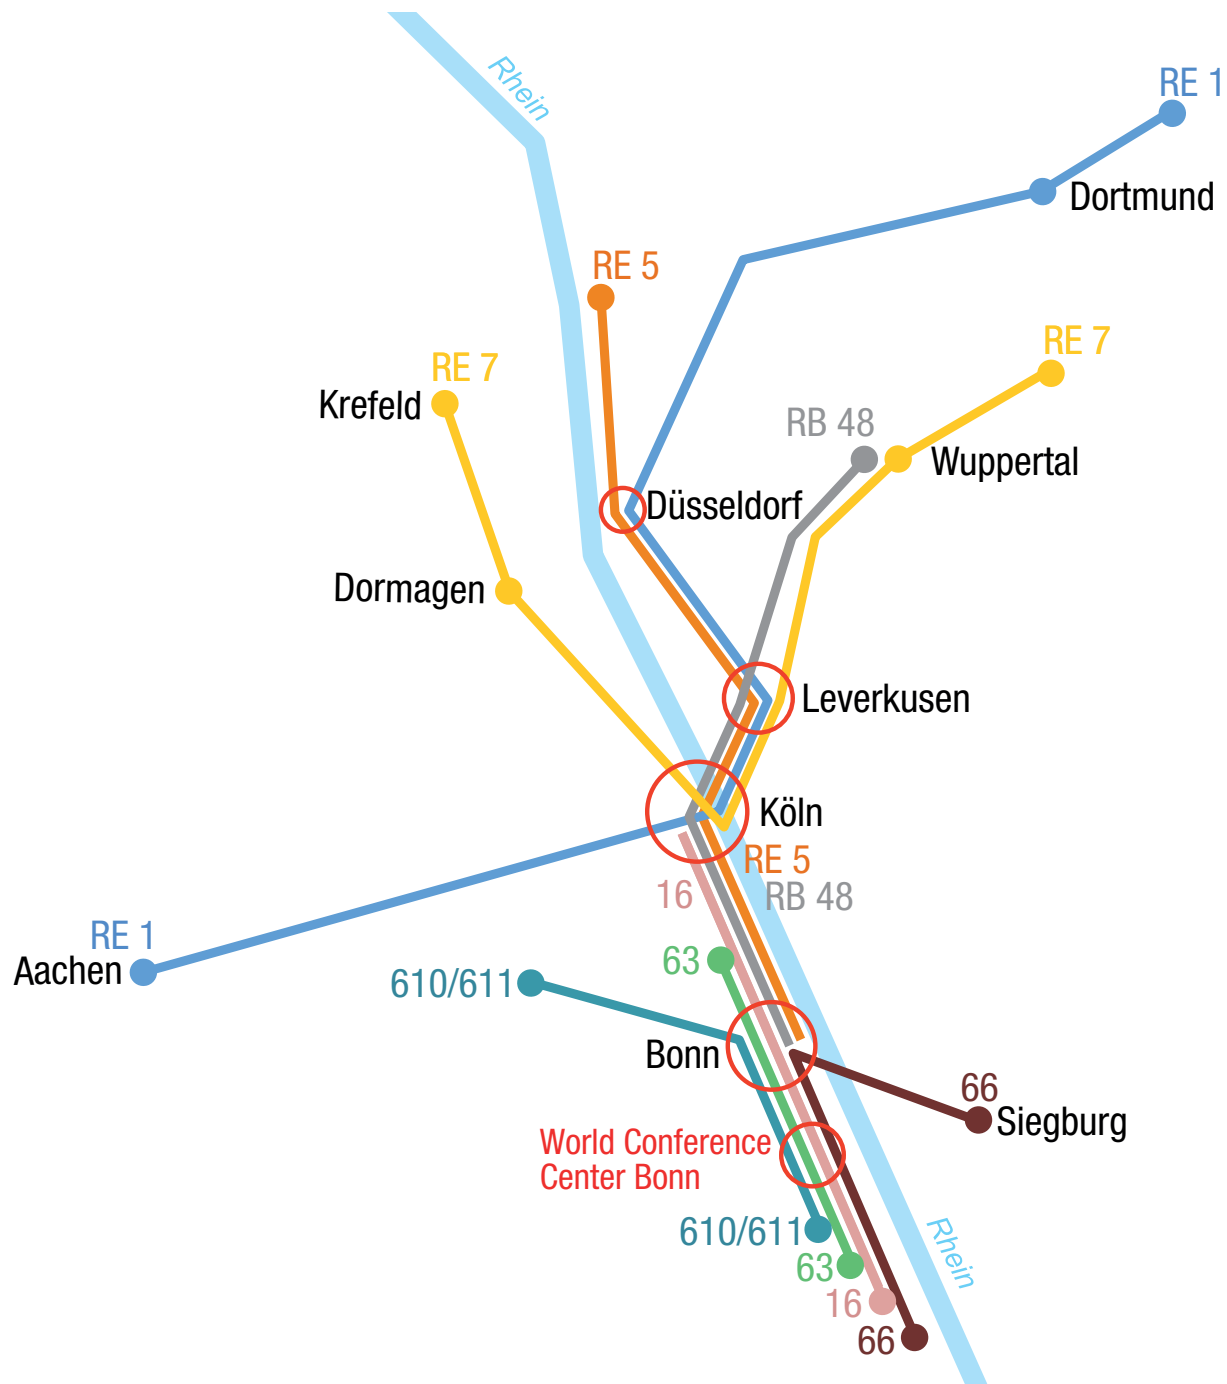 Rhein
RE 1
Dortmund
RE 5
RE 7
RE 7
Krefeld
RB 48
Wuppertal
Düsseldorf
Dormagen
Leverkusen
Köln
RE 5
16
RB 48
RE 1
Aachen
63
610/611
Bonn
66
Siegburg
World Conference
Center Bonn
610/611
Rhein
63
16
66